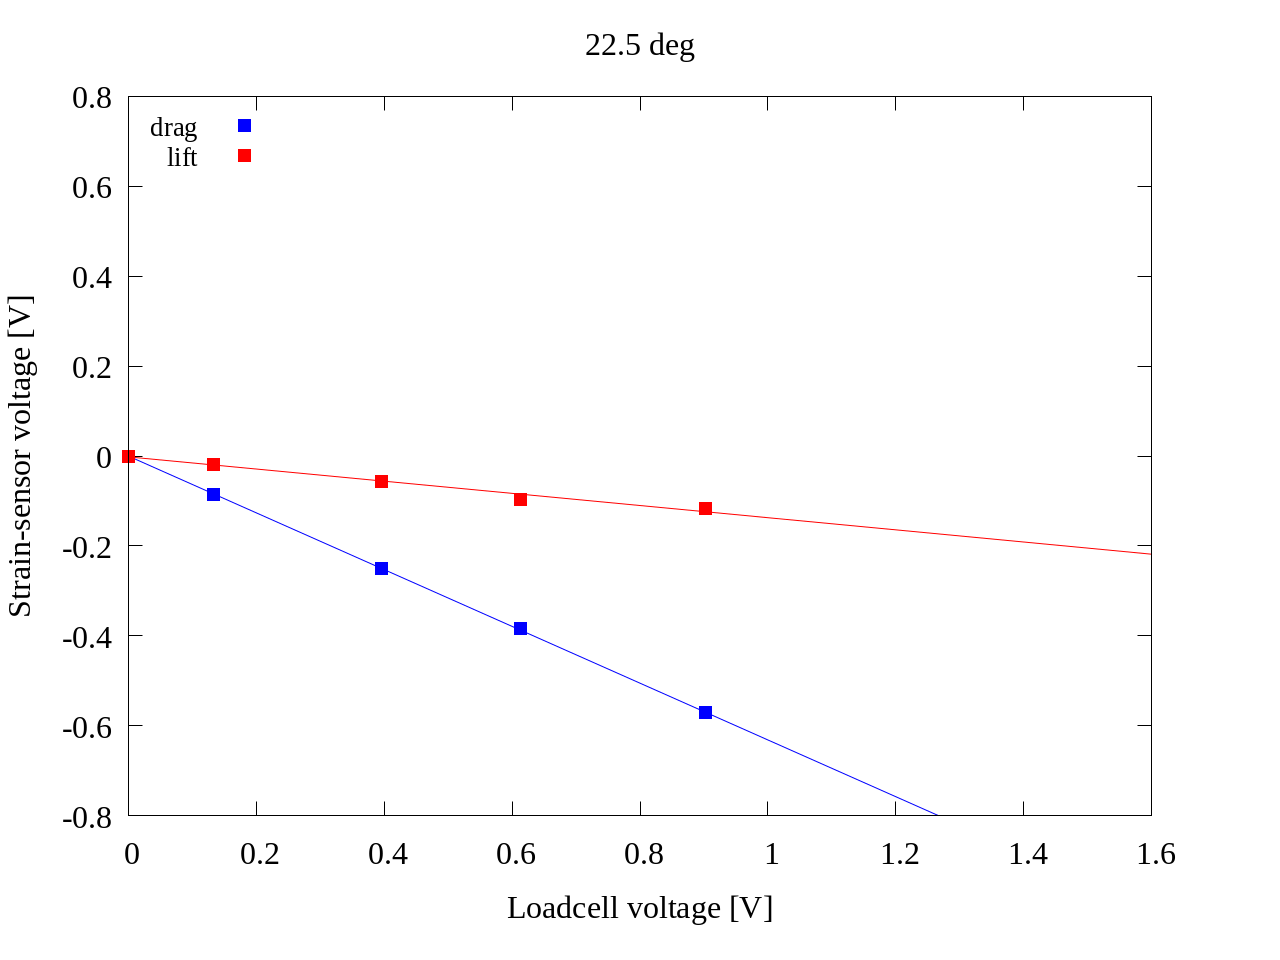 22.5 deg
0.8
drag
lift
0.6
0.4
0.2
0
-0.2
-0.4
-0.6
-0.8
Strain-sensor voltage [V]
0 0.2 0.4 0.6 0.8 1 1.2 1.4 1.6
Loadcell voltage [V]